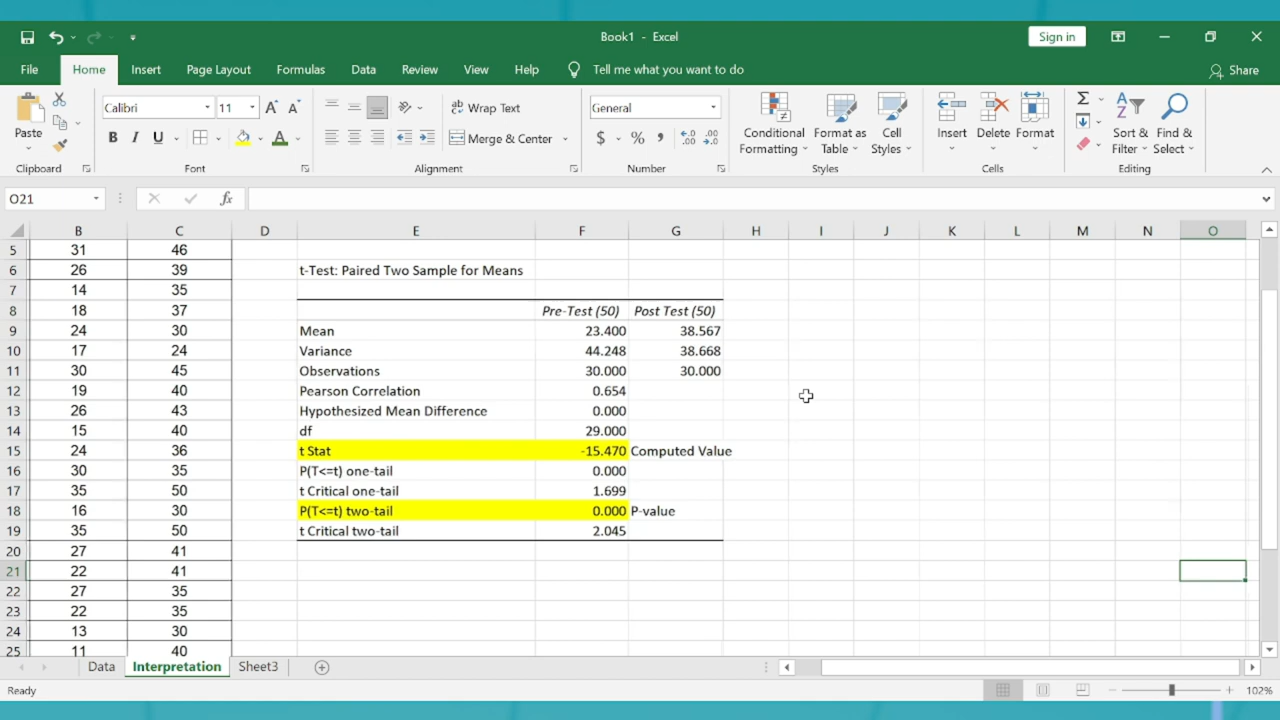 Book1 - Excel
Sign in
File Home Insert Page Layout Formulas Data Review View Help Tell me what you want to do Share
Paste
Calibri 11 A A
B I U A
Wrap Text
Merge & Center
General
$ % ,
Conditional Formatting
Format as Table
Cell Styles
Insert Delete Format
Sort & Filter
Find & Select
Clipboard Font Alignment Number Styles Cells Editing
O21 fx
B C D E F G H I J K L M N O
5 31 46
6 26 39 t-Test: Paired Two Sample for Means
7 14 35
8 18 37 Pre-Test (50) Post Test (50)
9 24 30 Mean 23.400 38.567
10 17 24 Variance 44.248 38.668
11 30 45 Observations 30.000 30.000
12 19 40 Pearson Correlation 0.654
13 26 43 Hypothesized Mean Difference 0.000
14 15 40 df 29.000
15 24 36 t Stat -15.470 Computed Value
16 30 35 P(T<=t) one-tail 0.000
17 35 50 t Critical one-tail 1.699
18 16 30 P(T<=t) two-tail 0.000 P-value
19 35 50 t Critical two-tail 2.045
20 27 41
21 22 41
22 27 35
23 22 35
24 13 30
25 11 40
Data Interpretation Sheet3
Ready 102%